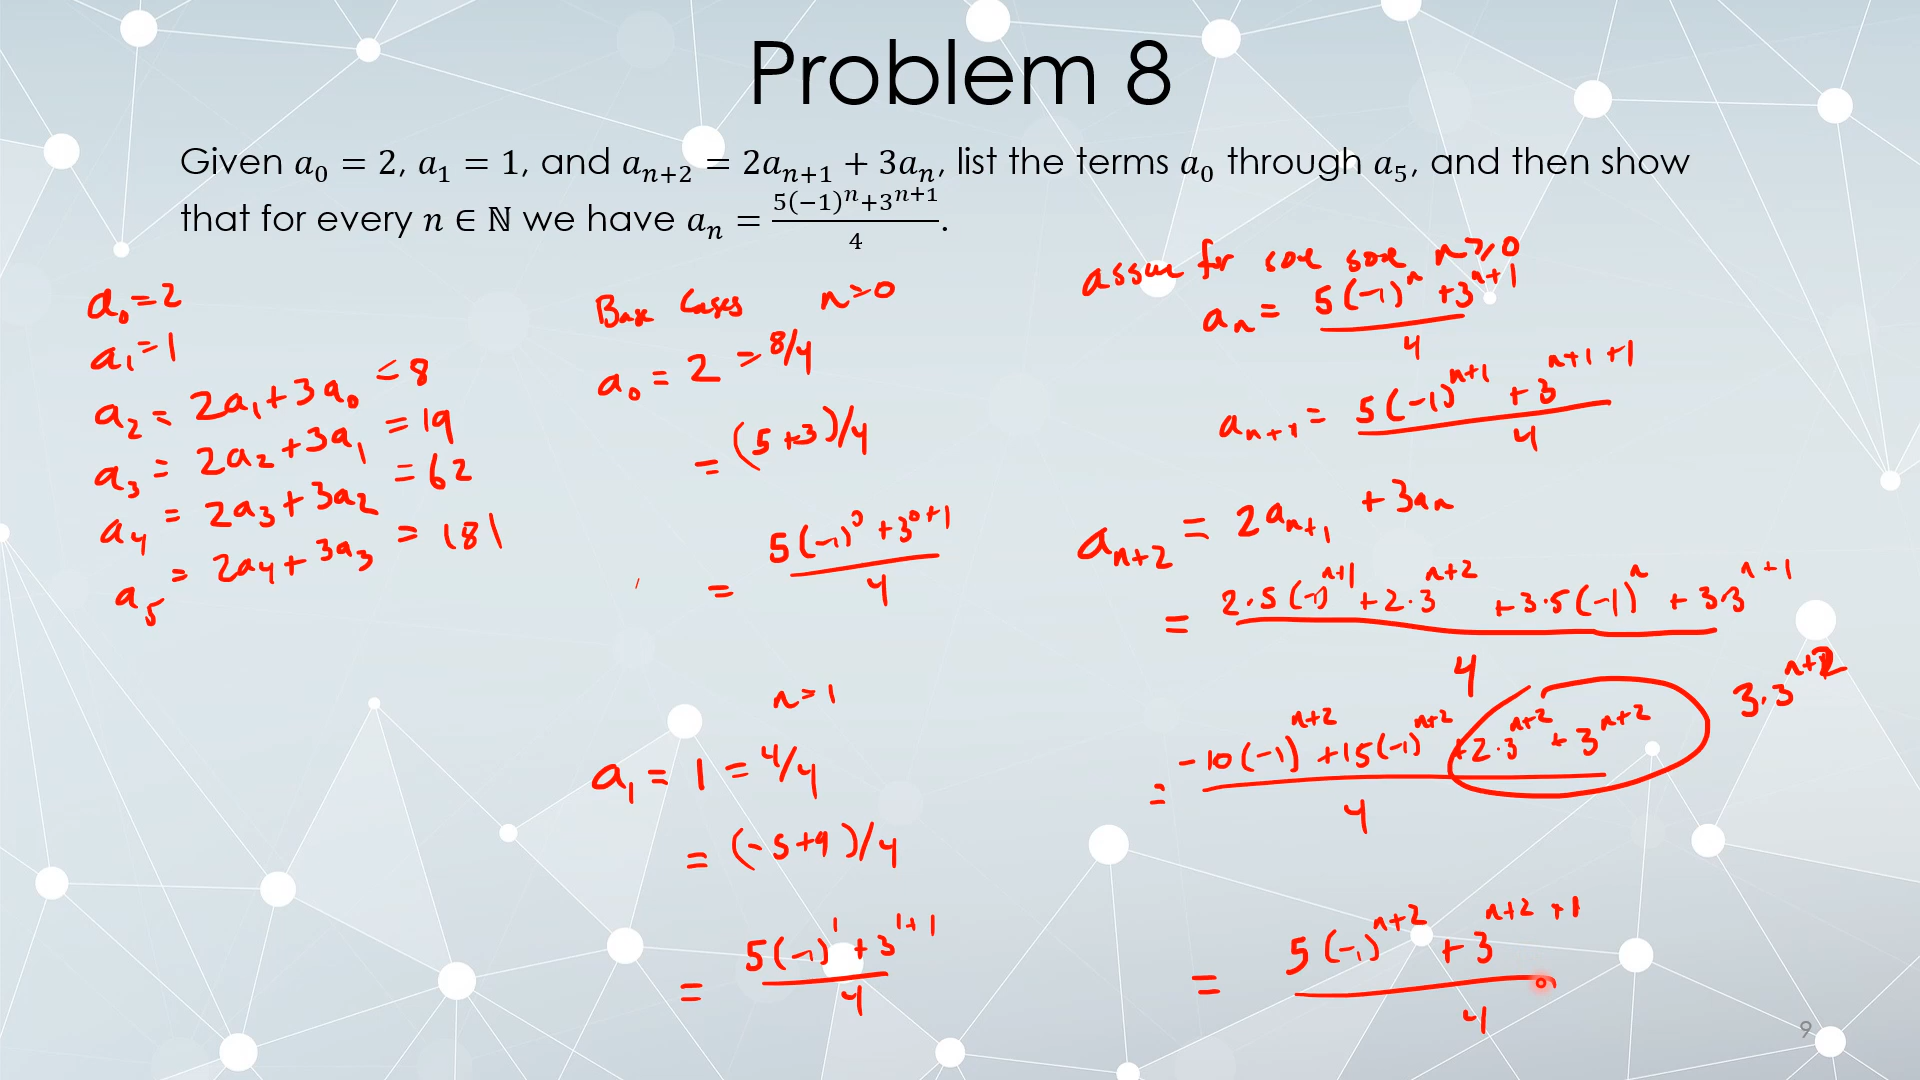 Problem 8
Given a₀ = 2, a₁ = 1, and aₙ₊₂ = 2aₙ₊₁ + 3aₙ, list the terms a₀ through a₅, and then show
that for every n ∈ ℕ we have aₙ = (5(−1)ⁿ+3ⁿ⁺¹)/4.
a₀ = 2
a₁ = 1
a₂ = 2a₁ + 3a₀ = 8
a₃ = 2a₂ + 3a₁ = 19
a₄ = 2a₃ + 3a₂ = 62
a₅ = 2a₄ + 3a₃ = 181
Base Cases n=0
a₀ = 2 = 8/4
= (5+3)/4
= (5(-1)⁰ + 3⁰⁺¹)/4
n=1
a₁ = 1 = 4/4
= (-5+9)/4
= (5(-1)¹ + 3¹⁺¹)/4
assume for some some n≥0
aₙ = (5(-1)ⁿ + 3ⁿ⁺¹)/4
aₙ₊₁ = (5(-1)ⁿ⁺¹ + 3ⁿ⁺¹⁺¹)/4
aₙ₊₂ = 2aₙ₊₁ + 3aₙ
= (2·5(-1)ⁿ⁺¹ + 2·3ⁿ⁺² + 3·5(-1)ⁿ + 3·3ⁿ⁺¹)/4
= (-10(-1)ⁿ⁺² + 15(-1)ⁿ⁺² + 2·3ⁿ⁺² + 3ⁿ⁺²)/4
3·3ⁿ⁺²
= (5(-1)ⁿ⁺² + 3ⁿ⁺²⁺¹)/4
9